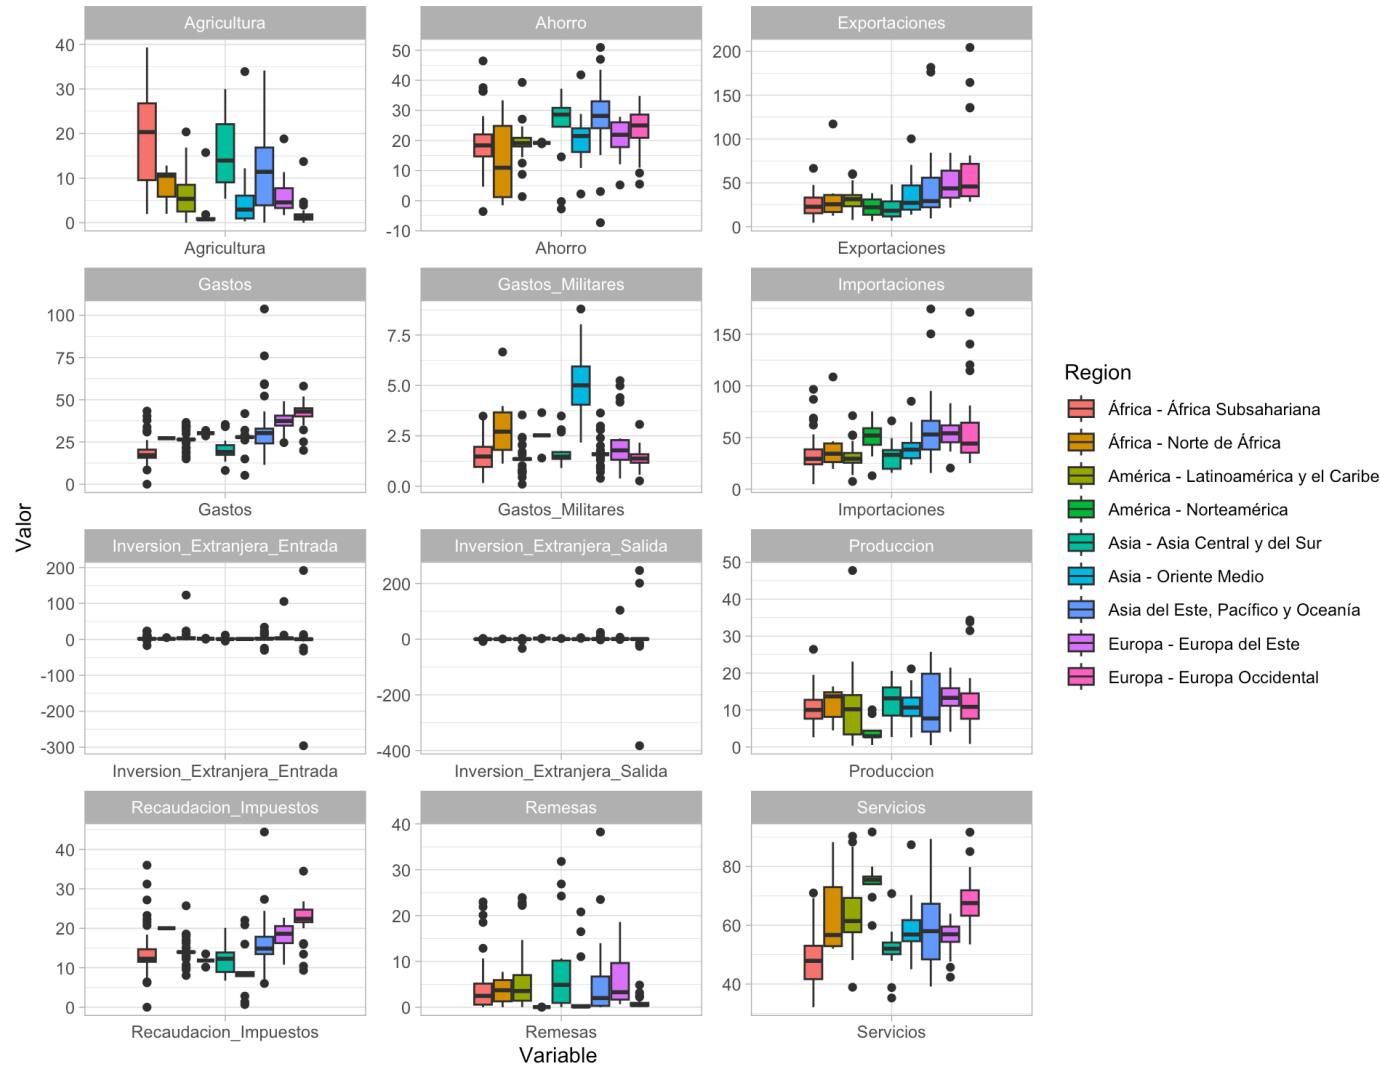 Agricultura
Ahorro
Exportaciones
40
30
20
10
0
50
40
30
20
10
0
-10
200
150
100
50
0
Agricultura
Ahorro
Exportaciones
Gastos
Gastos_Militares
Importaciones
100
75
50
25
0
7.5
5.0
2.5
0.0
150
100
50
0
Gastos
Gastos_Militares
Importaciones
Valor
Inversion_Extranjera_Entrada
Inversion_Extranjera_Salida
Produccion
200
100
0
-100
-200
-300
200
0
-200
-400
50
40
30
20
10
0
Inversion_Extranjera_Entrada
Inversion_Extranjera_Salida
Produccion
Recaudacion_Impuestos
Remesas
Servicios
40
30
20
10
0
40
30
20
10
0
80
60
40
Recaudacion_Impuestos
Remesas
Servicios
Variable
Region
África - África Subsahariana
África - Norte de África
América - Latinoamérica y el Caribe
América - Norteamérica
Asia - Asia Central y del Sur
Asia - Oriente Medio
Asia del Este, Pacífico y Oceanía
Europa - Europa del Este
Europa - Europa Occidental